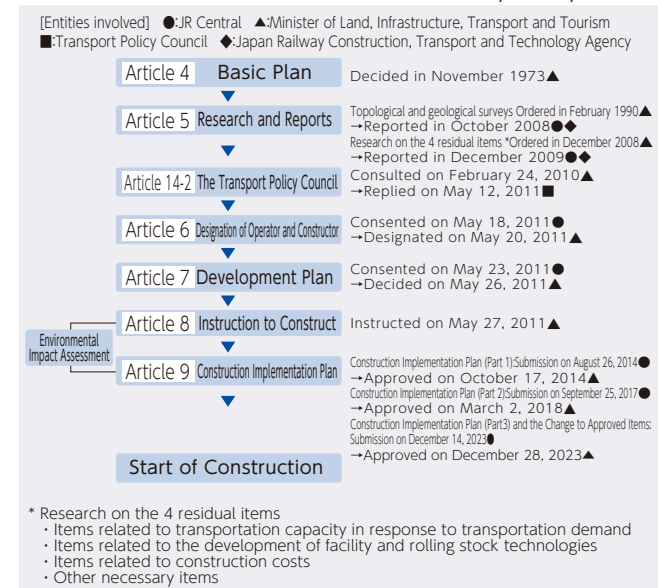 [Entities involved] ●:JR Central ▲:Minister of Land, Infrastructure, Transport and Tourism
■:Transport Policy Council ◆:Japan Railway Construction, Transport and Technology Agency
Article 4 Basic Plan
Decided in November 1973▲
Article 5 Research and Reports
Topological and geological surveys Ordered in February 1990▲
→Reported in October 2008●◆
Research on the 4 residual items *Ordered in December 2008▲
→Reported in December 2009●◆
Article 14-2 The Transport Policy Council
Consulted on February 24, 2010▲
→Replied on May 12, 2011■
Article 6 Designation of Operator and Constructor
Consented on May 18, 2011●
→Designated on May 20, 2011▲
Article 7 Development Plan
Consented on May 23, 2011●
→Decided on May 26, 2011▲
Article 8 Instruction to Construct
Instructed on May 27, 2011▲
Environmental
Impact Assessment
Article 9 Construction Implementation Plan
Construction Implementation Plan (Part 1):Submission on August 26, 2014●
→Approved on October 17, 2014▲
Construction Implementation Plan (Part 2):Submission on September 25, 2017●
→Approved on March 2, 2018▲
Construction Implementation Plan (Part3) and the Change to Approved Items:
Submission on December 14, 2023●
→Approved on December 28, 2023▲
Start of Construction
* Research on the 4 residual items
・Items related to transportation capacity in response to transportation demand
・Items related to the development of facility and rolling stock technologies
・Items related to construction costs
・Other necessary items